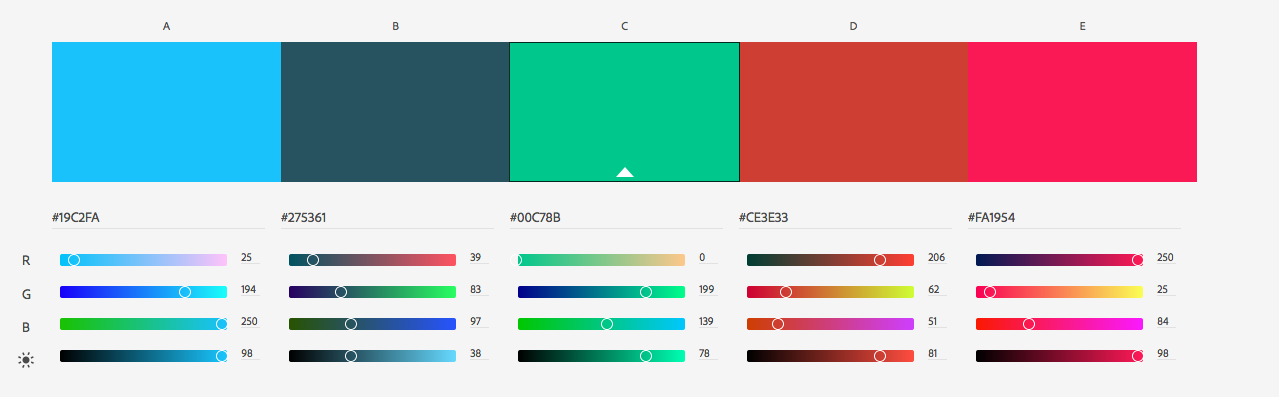 A B C D E
#19C2FA #275361 #00C78B #CE3E33 #FA1954
R 25 39 0 206 250
G 194 83 199 62 25
B 250 97 139 51 84
98 38 78 81 98